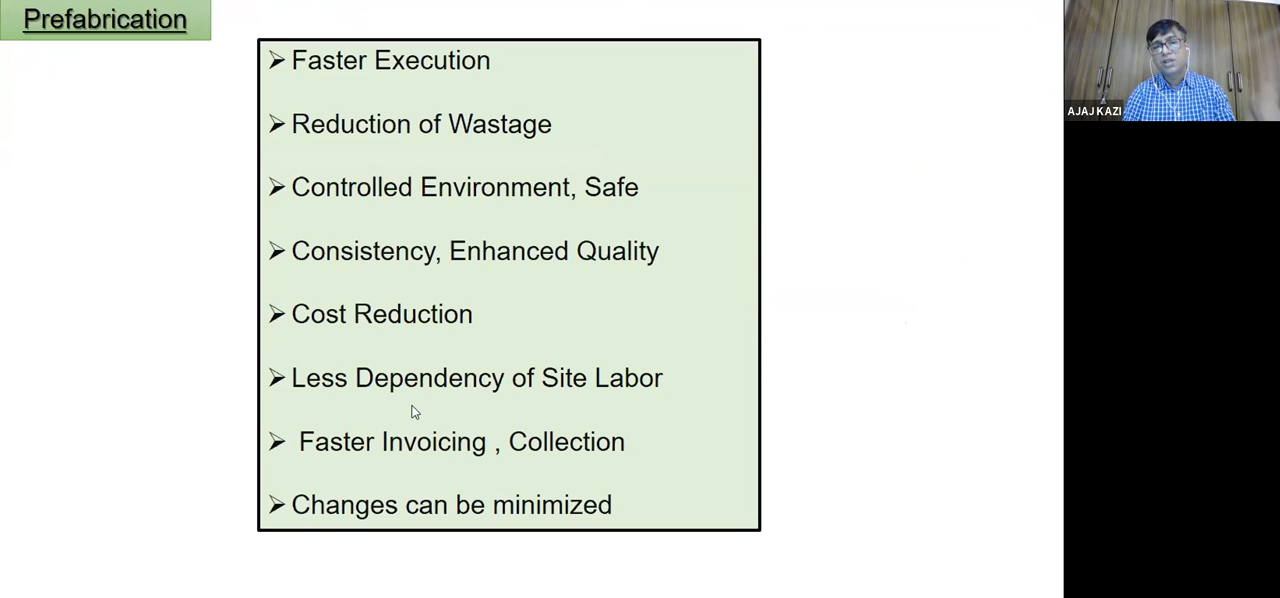 Prefabrication
➢ Faster Execution
➢ Reduction of Wastage
➢ Controlled Environment, Safe
➢ Consistency, Enhanced Quality
➢ Cost Reduction
➢ Less Dependency of Site Labor
➢ Faster Invoicing , Collection
➢ Changes can be minimized
AJAJ KAZI